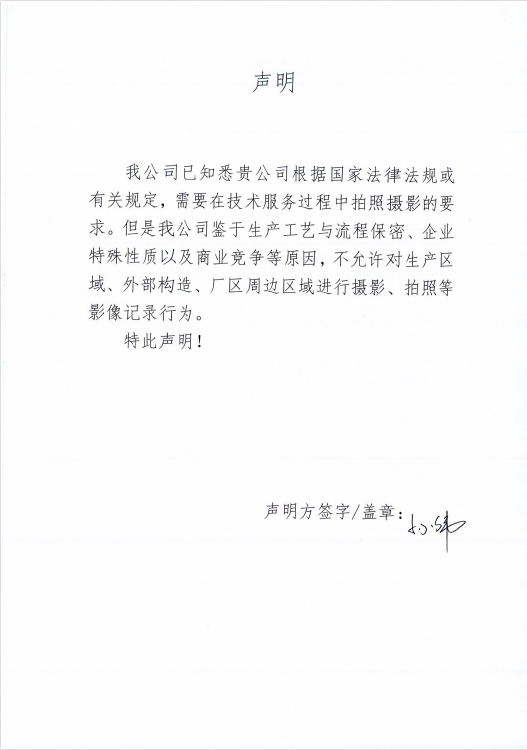 声明
我公司已知悉贵公司根据国家法律法规或
有关规定，需要在技术服务过程中拍照摄影的要
求。但是我公司鉴于生产工艺与流程保密、企业
特殊性质以及商业竞争等原因，不允许对生产区
域、外部构造、厂区周边区域进行摄影、拍照等
影像记录行为。
特此声明！
声明方签字/盖章：